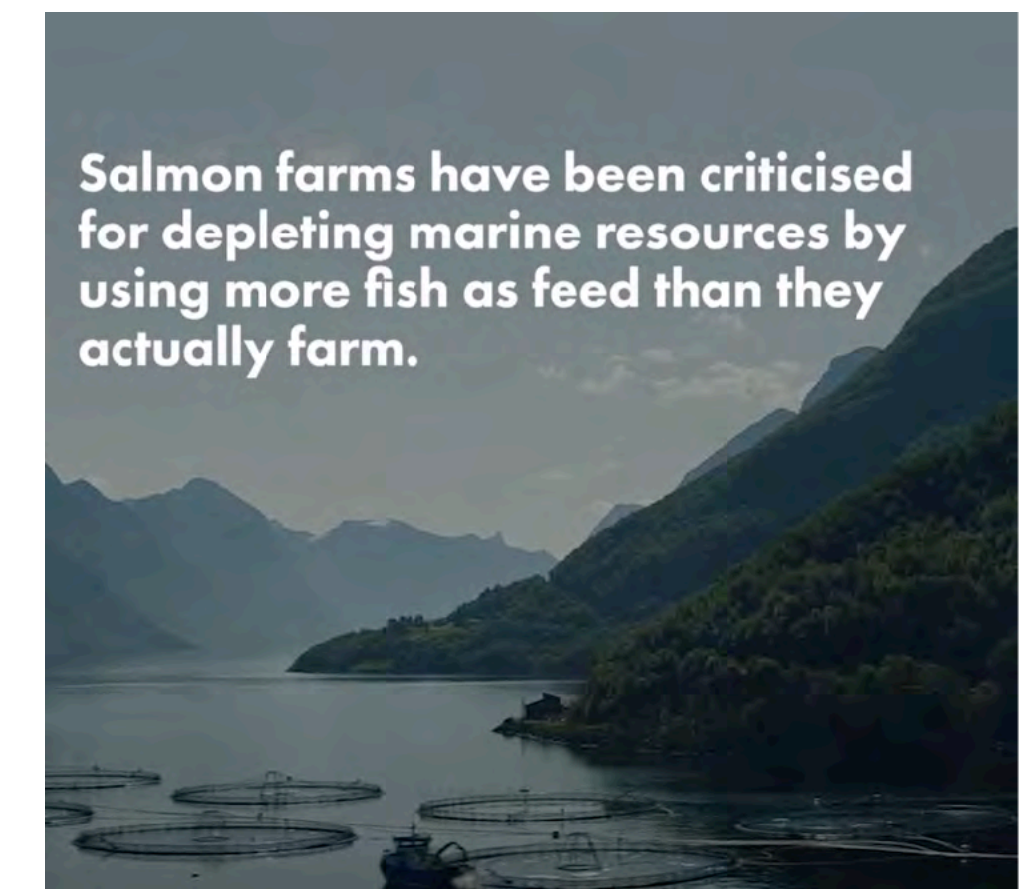 Salmon farms have been criticised
for depleting marine resources by
using more fish as feed than they
actually farm.